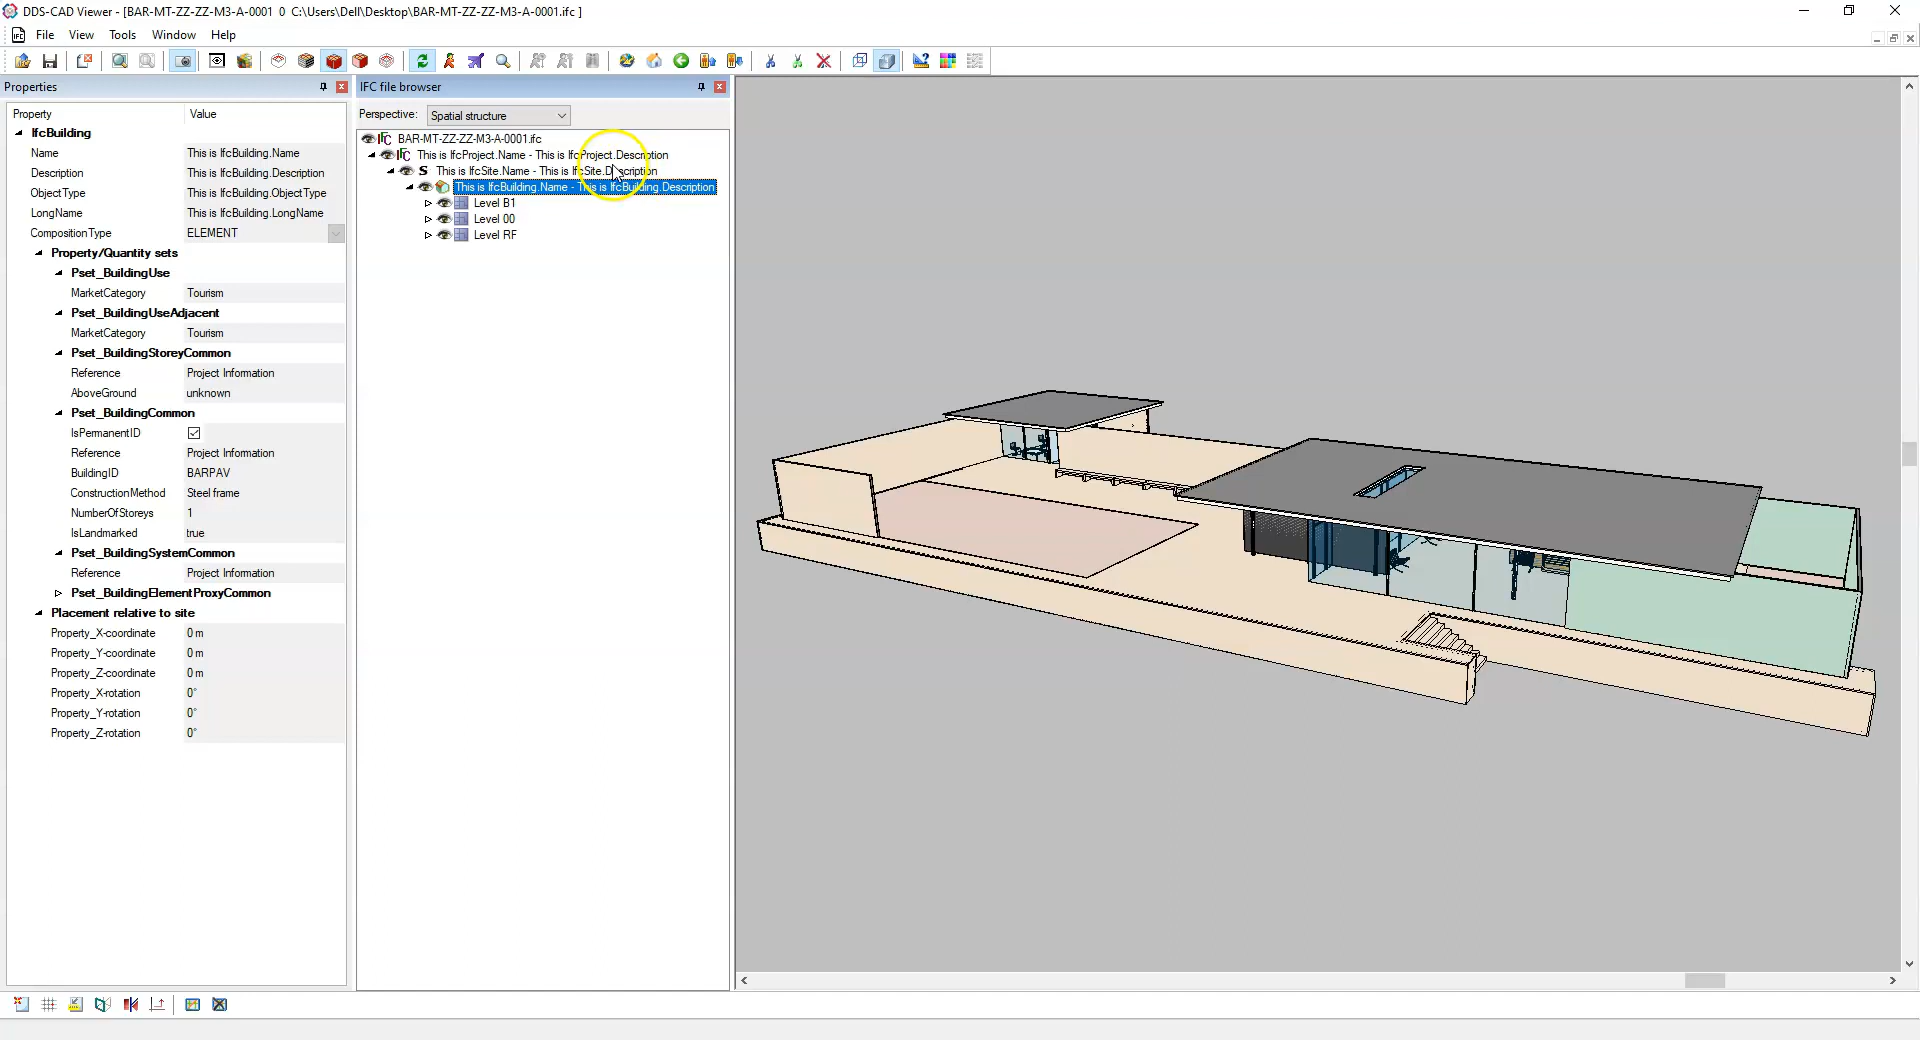 DDS-CAD Viewer - [BAR-MT-ZZ-ZZ-M3-A-0001  0  C:\Users\Dell\Desktop\BAR-MT-ZZ-ZZ-M3-A-0001.ifc ]
File View Tools Window Help
Properties
Property Value
IfcBuilding
Name This is IfcBuilding.Name
Description This is IfcBuilding.Description
ObjectType This is IfcBuilding.ObjectType
LongName This is IfcBuilding.LongName
CompositionType ELEMENT
Property/Quantity sets
Pset_BuildingUse
MarketCategory Tourism
Pset_BuildingUseAdjacent
MarketCategory Tourism
Pset_BuildingStoreyCommon
Reference Project Information
AboveGround unknown
Pset_BuildingCommon
IsPermanentID
Reference Project Information
BuildingID BARPAV
ConstructionMethod Steel frame
NumberOfStoreys 1
IsLandmarked true
Pset_BuildingSystemCommon
Reference Project Information
Pset_BuildingElementProxyCommon
Placement relative to site
Property_X-coordinate 0 m
Property_Y-coordinate 0 m
Property_Z-coordinate 0 m
Property_X-rotation 0°
Property_Y-rotation 0°
Property_Z-rotation 0°
IFC file browser
Perspective: Spatial structure
IFC BAR-MT-ZZ-ZZ-M3-A-0001.ifc
IFC This is IfcProject.Name - This is IfcProject.Description
S This is IfcSite.Name - This is IfcSite.Description
This is IfcBuilding.Name - This is IfcBuilding.Description
Level B1
Level 00
Level RF